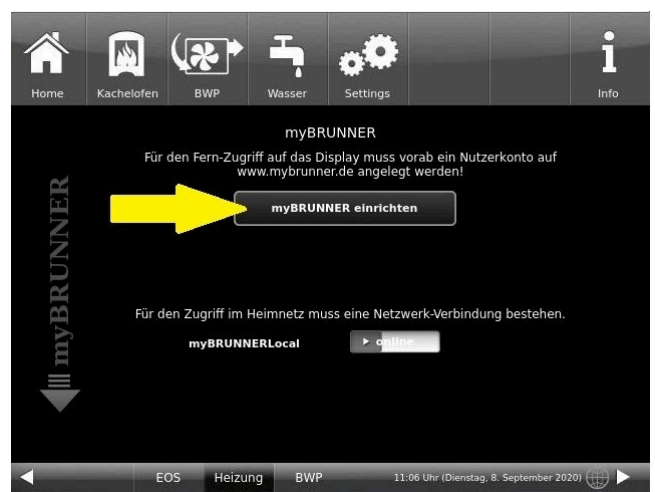 Home Kachelofen BWP Wasser Settings Info
myBRUNNER
Für den Fern-Zugriff auf das Display muss vorab ein Nutzerkonto auf
www.mybrunner.de angelegt werden!
myBRUNNER einrichten
myBRUNNER
Für den Zugriff im Heimnetz muss eine Netzwerk-Verbindung bestehen.
myBRUNNERLocal online
EOS Heizung BWP 11:06 Uhr (Dienstag, 8. September 2020)